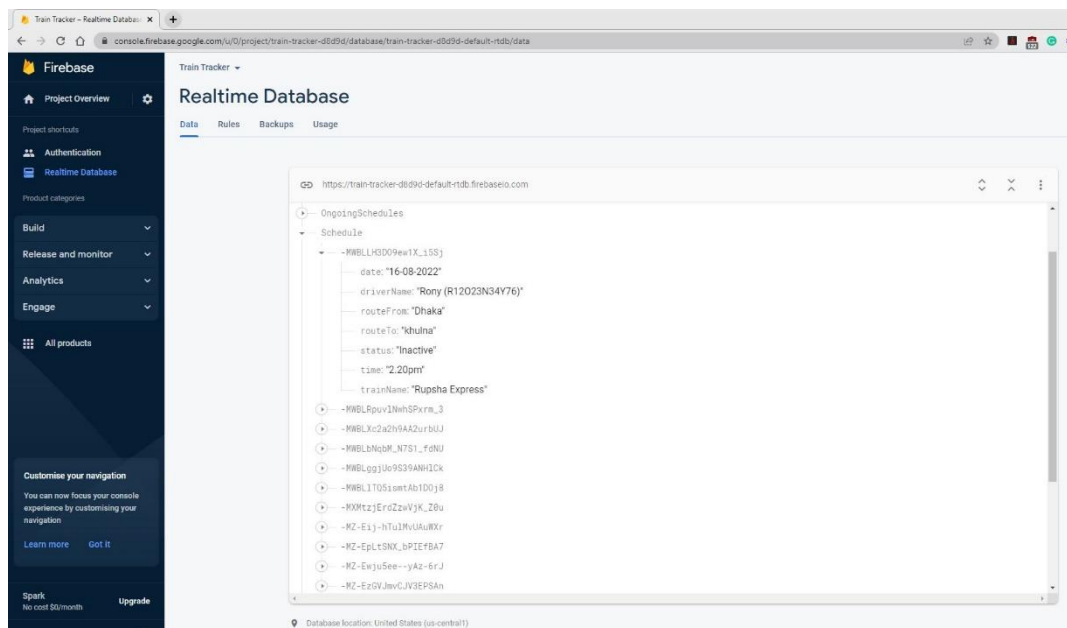 Train Tracker – Realtime Databas
console.firebase.google.com/u/0/project/train-tracker-d8d9d/database/train-tracker-d8d9d-default-rtdb/data
Firebase
Project Overview
Project shortcuts
Authentication
Realtime Database
Product categories
Build
Release and monitor
Analytics
Engage
All products
Customise your navigation
You can now focus your console
experience by customising your
navigation
Learn more Got it
Spark
No cost $0/month
Upgrade
Train Tracker
Realtime Database
Data Rules Backups Usage
https://train-tracker-d8d9d-default-rtdb.firebaseio.com
OngoingSchedules
Schedule
-MWBLLH3DO9ew1X_i5Sj
date: "16-08-2022"
driverName: "Rony (R12O23N34Y76)"
routeFrom: "Dhaka"
routeTo: "khulna"
status: "Inactive"
time: "2.20pm"
trainName: "Rupsha Express"
-MWBLRpuvlNwhSPxrm_3
-MWBLXc2a2h9AA2urbUJ
-MWBLbNqbM_N7S1_fdNU
-MWBLggjUo9S39ANHlCk
-MWBLITQ5ismtAb1DOj8
-MXMtzjErdZzwVjK_Z0u
-MZ-Eij-hTulMvUAuWXr
-MZ-EpLtSNX_bPIEfBA7
-MZ-Ewju5ee--yAz-6rJ
-MZ-EzGVJmvCJV3EPSAn
Database location: United States (us-central1)